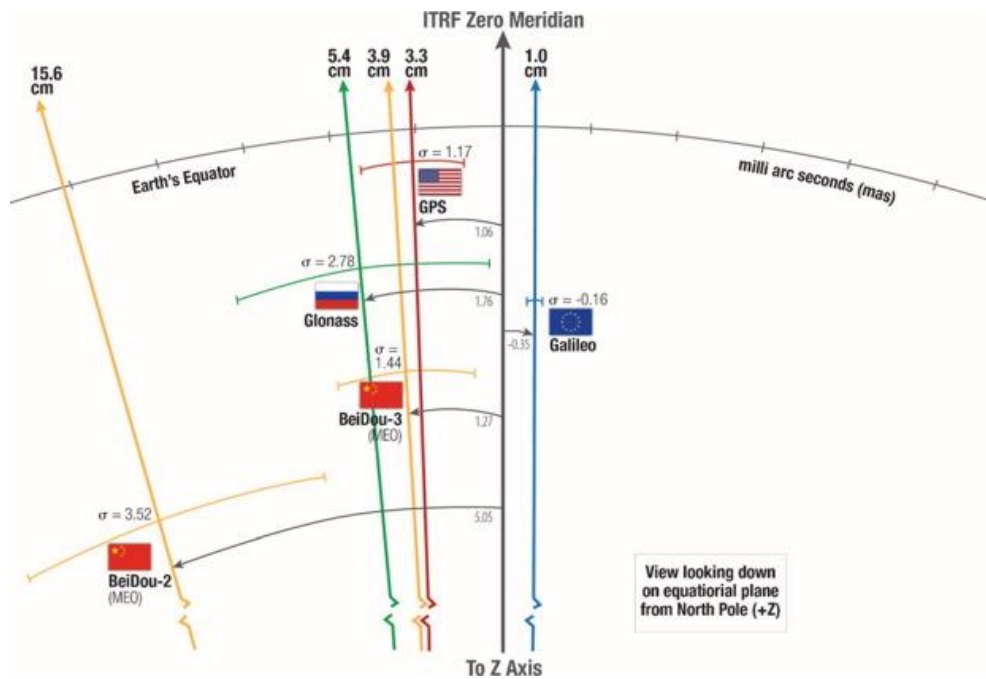 ITRF Zero Meridian
15.6
cm
5.4
cm
3.9
cm
3.3
cm
1.0
cm
Earth's Equator
milli arc seconds (mas)
σ = 1.17
GPS
1.06
σ = 2.78
Glonass
1.76
σ = -0.16
Galileo
-0.35
σ =
1.44
BeiDou-3
(MEO)
1.27
σ = 3.52
BeiDou-2
(MEO)
5.05
View looking down
on equatiorial plane
from North Pole (+Z)
To Z Axis